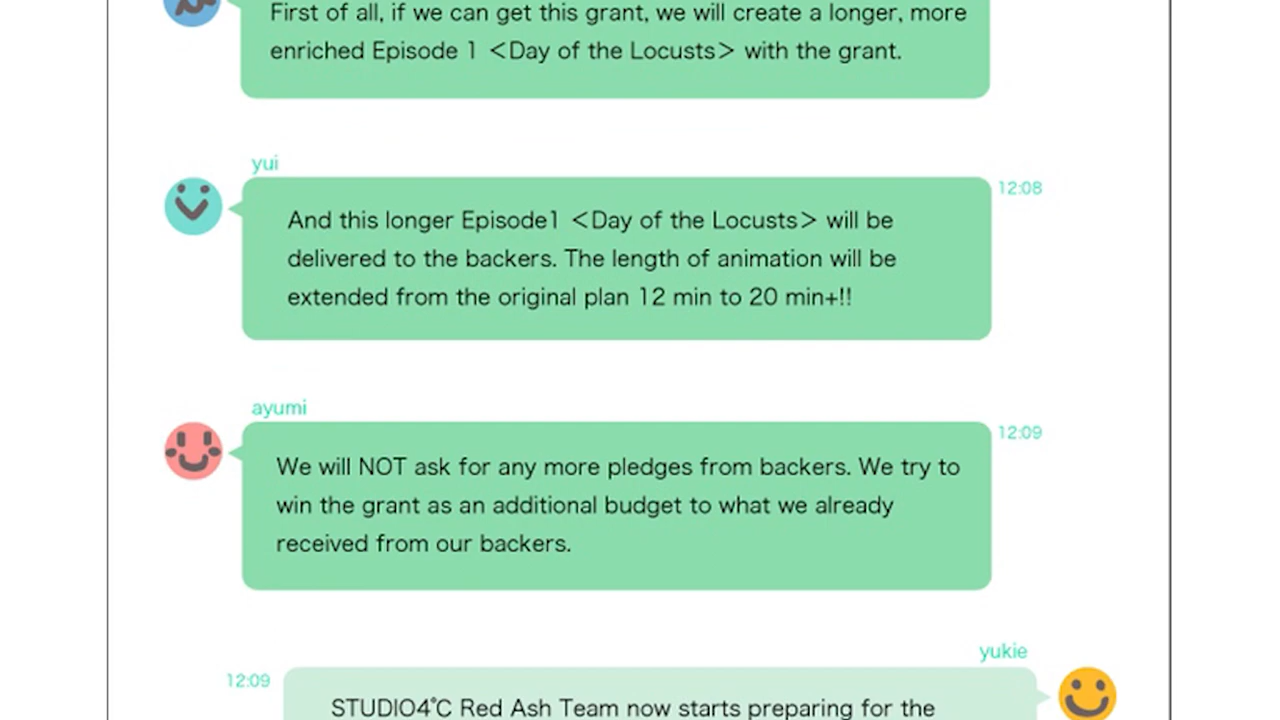 First of all, if we can get this grant, we will create a longer, more
enriched Episode 1 <Day of the Locusts> with the grant.
yui
12:08
And this longer Episode1 <Day of the Locusts> will be
delivered to the backers. The length of animation will be
extended from the original plan 12 min to 20 min+!!
ayumi
12:09
We will NOT ask for any more pledges from backers. We try to
win the grant as an additional budget to what we already
received from our backers.
yukie
12:09
STUDIO4℃ Red Ash Team now starts preparing for the